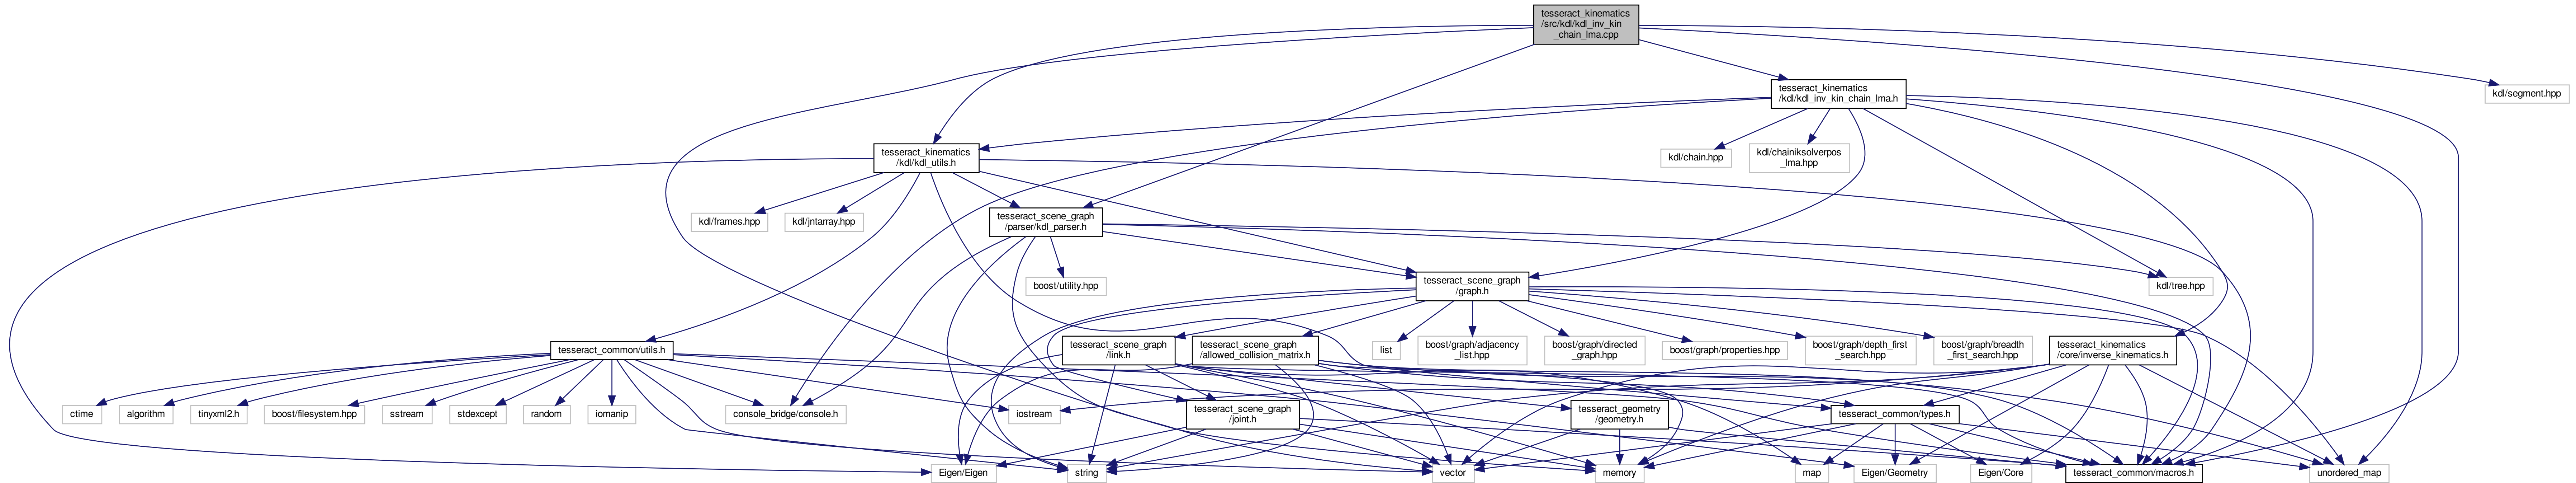 tesseract_kinematics
/src/kdl/kdl_inv_kin
_chain_lma.cpp
tesseract_kinematics
/kdl/kdl_inv_kin_chain_lma.h
kdl/segment.hpp
tesseract_kinematics
/kdl/kdl_utils.h
kdl/chain.hpp
kdl/chainiksolverpos
_lma.hpp
kdl/frames.hpp
kdl/jntarray.hpp
tesseract_scene_graph
/parser/kdl_parser.h
boost/utility.hpp
tesseract_scene_graph
/graph.h
kdl/tree.hpp
tesseract_common/utils.h
tesseract_scene_graph
/link.h
tesseract_scene_graph
/allowed_collision_matrix.h
list
boost/graph/adjacency
_list.hpp
boost/graph/directed
_graph.hpp
boost/graph/properties.hpp
boost/graph/depth_first
_search.hpp
boost/graph/breadth
_first_search.hpp
tesseract_kinematics
/core/inverse_kinematics.h
ctime
algorithm
tinyxml2.h
boost/filesystem.hpp
sstream
stdexcept
random
iomanip
console_bridge/console.h
iostream
tesseract_scene_graph
/joint.h
tesseract_geometry
/geometry.h
tesseract_common/types.h
Eigen/Eigen
string
vector
memory
map
Eigen/Geometry
Eigen/Core
tesseract_common/macros.h
unordered_map